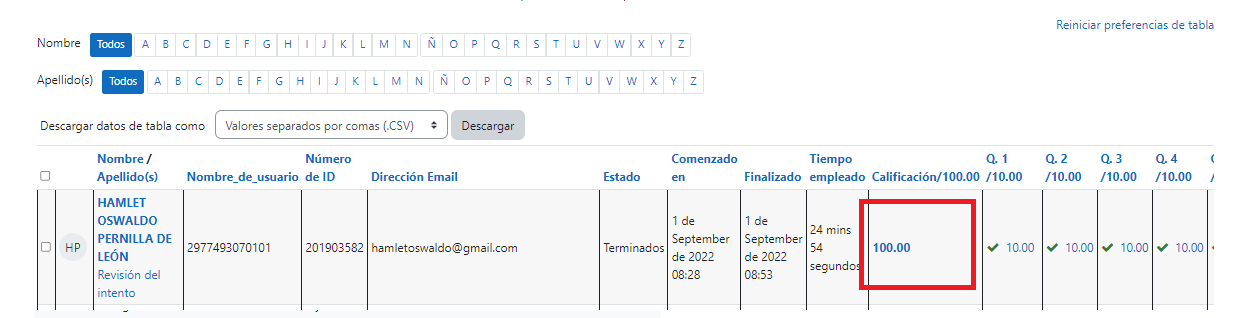 Reiniciar preferencias de tabla
Nombre Todos A B C D E F G H I J K L M N Ñ O P Q R S T U V W X Y Z
Apellido(s) Todos A B C D E F G H I J K L M N Ñ O P Q R S T U V W X Y Z
Descargar datos de tabla como Valores separados por comas (.CSV) Descargar
Nombre / Apellido(s) Nombre_de_usuario Número de ID Dirección Email Estado Comenzado en Finalizado Tiempo empleado Calificación/100.00 Q. 1 /10.00 Q. 2 /10.00 Q. 3 /10.00 Q. 4 /10.00
HP
HAMLET
OSWALDO
PERNILLA DE
LEÓN
Revisión del
intento
2977493070101
201903582
hamletoswaldo@gmail.com
Terminados
1 de
September
de 2022
08:28
1 de
September
de 2022
08:53
24 mins
54
segundos
100.00
10.00
10.00
10.00
10.00